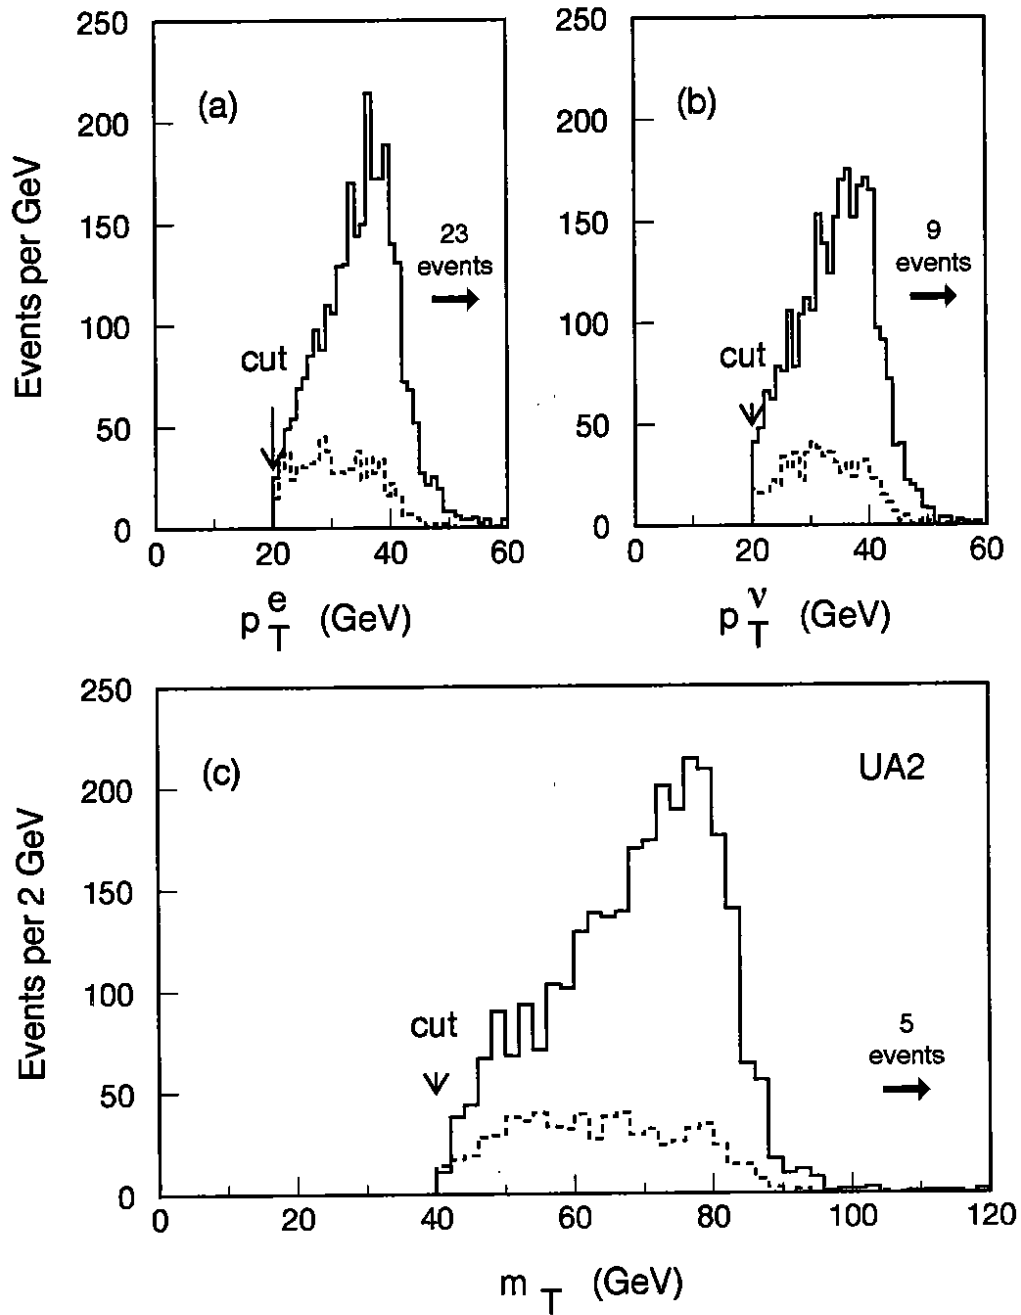 (a)
Events per GeV
250
200
150
100
50
0
cut
23
events
0 20 40 60
p T e (GeV)
(b)
250
200
150
100
50
0
cut
9
events
0 20 40 60
p T ν (GeV)
(c)
UA2
Events per 2 GeV
250
200
150
100
50
0
cut
5
events
0 20 40 60 80 100 120
m T (GeV)